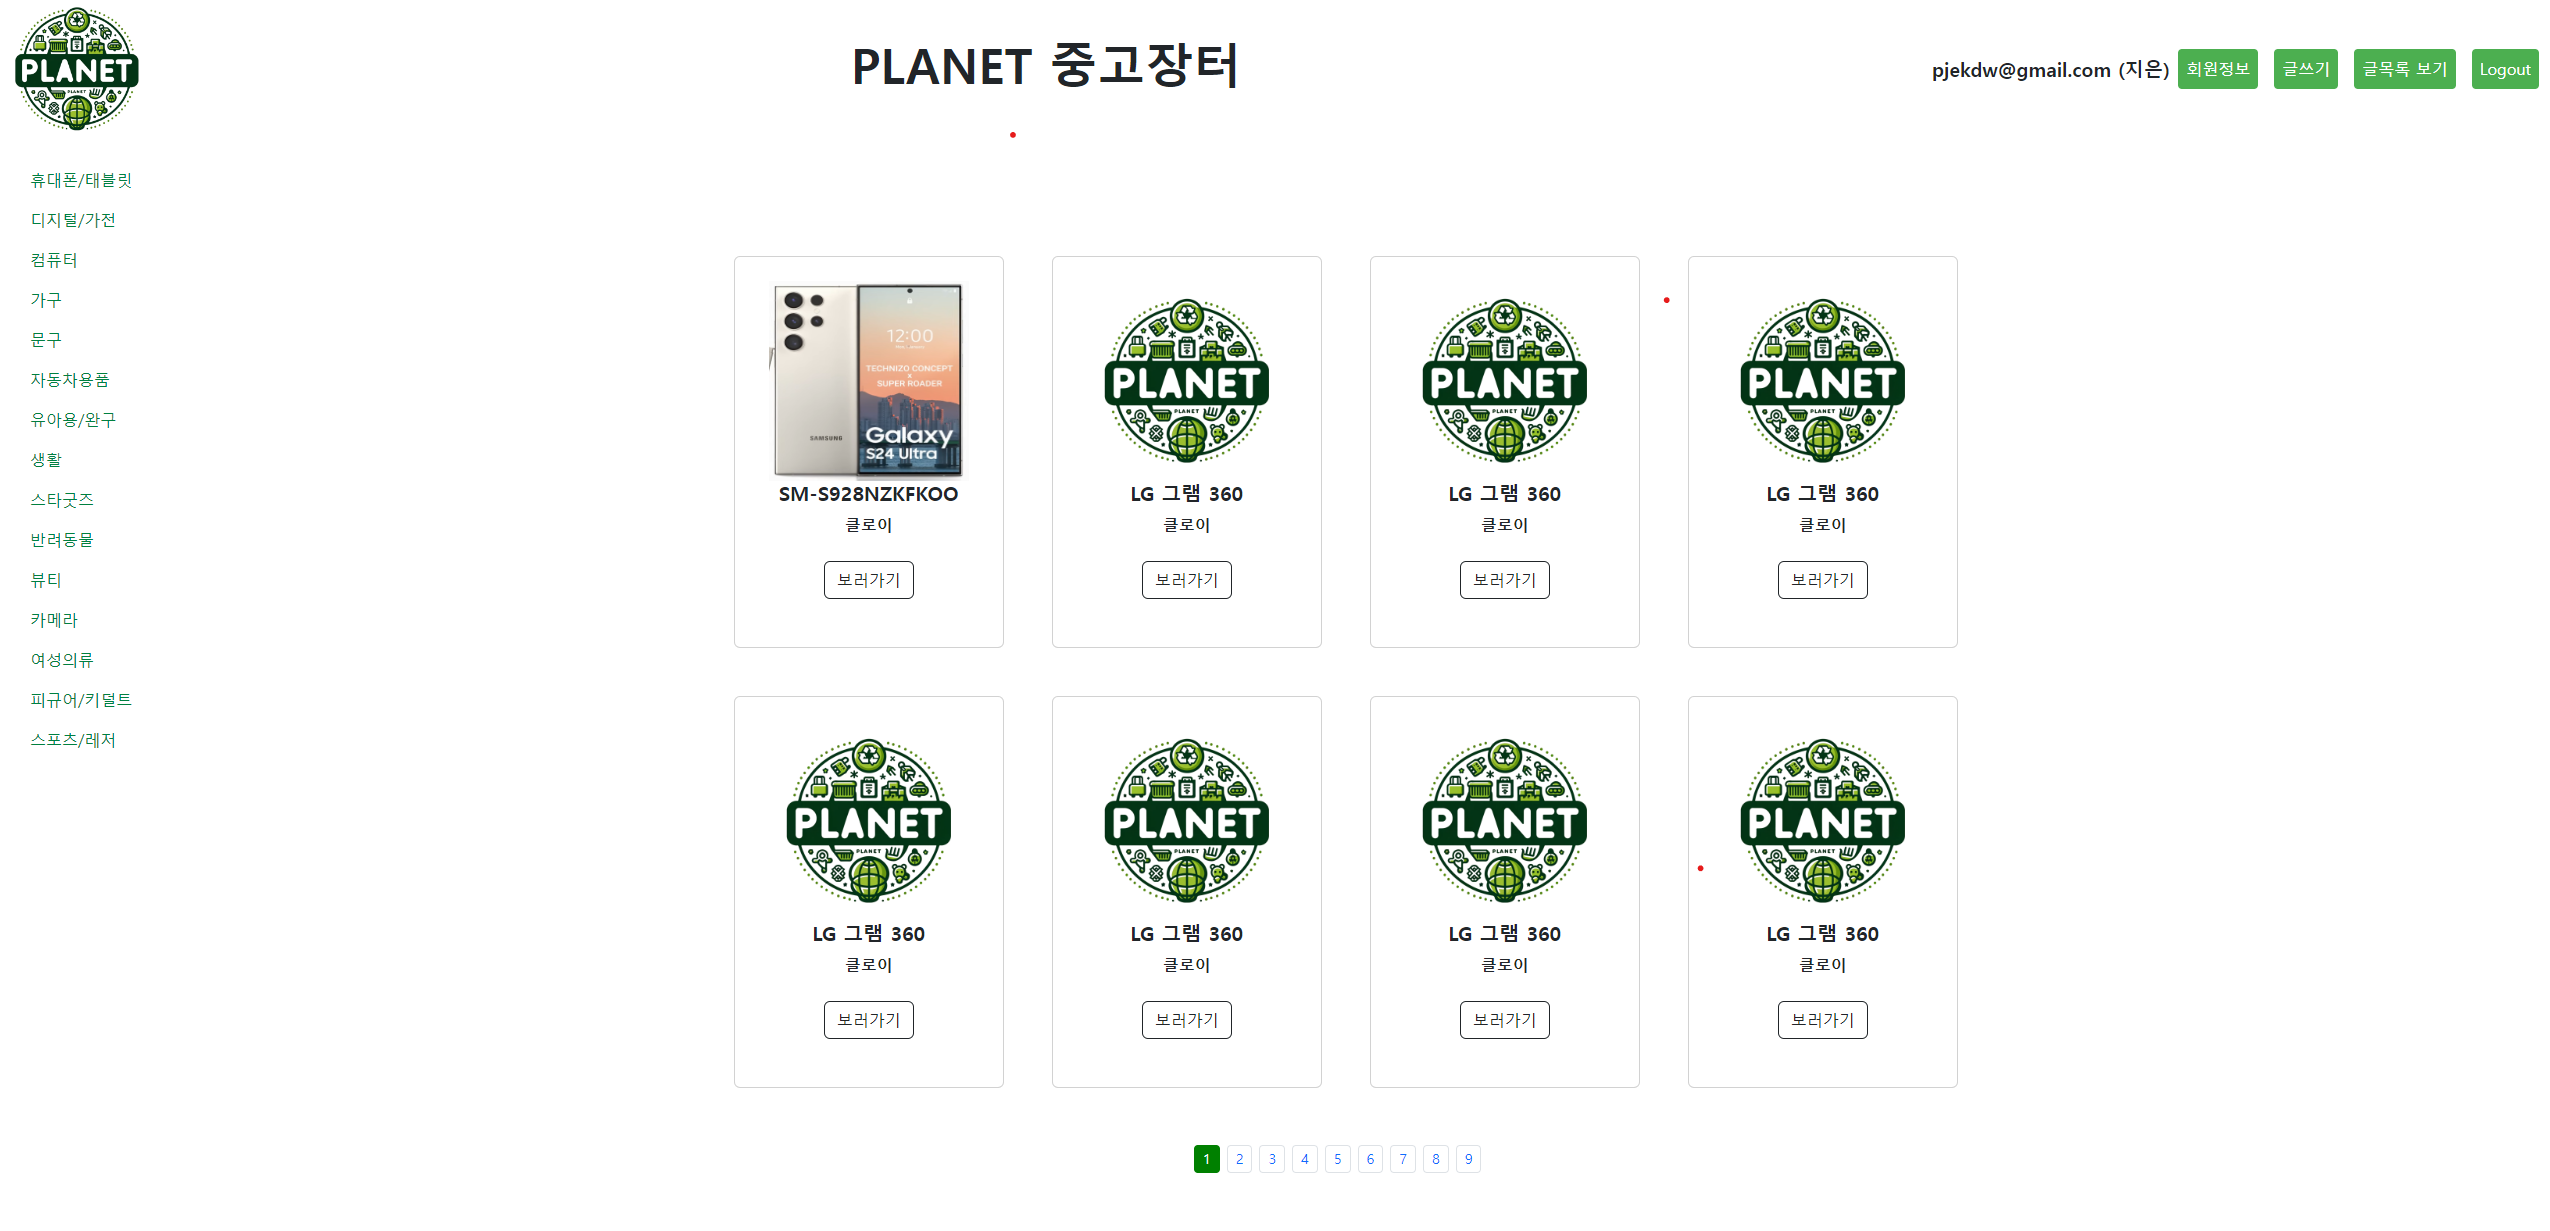 PLANET
PLANET
PLANET 중고장터
pjekdw@gmail.com (지은) 회원정보 글쓰기 글목록 보기 Logout
휴대폰/태블릿
디지털/가전
컴퓨터
가구
문구
자동차용품
유아용/완구
생활
스타굿즈
반려동물
뷰티
카메라
여성의류
피규어/키덜트
스포츠/레저
12:00
TECHNIZO CONCEPT
X
SUPER ROADER
SAMSUNG
Galaxy
S24 Ultra
SM-S928NZKFKOO
클로이
보러가기
PLANET
PLANET
LG 그램 360
클로이
보러가기
PLANET
PLANET
LG 그램 360
클로이
보러가기
PLANET
PLANET
LG 그램 360
클로이
보러가기
PLANET
PLANET
LG 그램 360
클로이
보러가기
PLANET
PLANET
LG 그램 360
클로이
보러가기
PLANET
PLANET
LG 그램 360
클로이
보러가기
PLANET
PLANET
LG 그램 360
클로이
보러가기
1 2 3 4 5 6 7 8 9